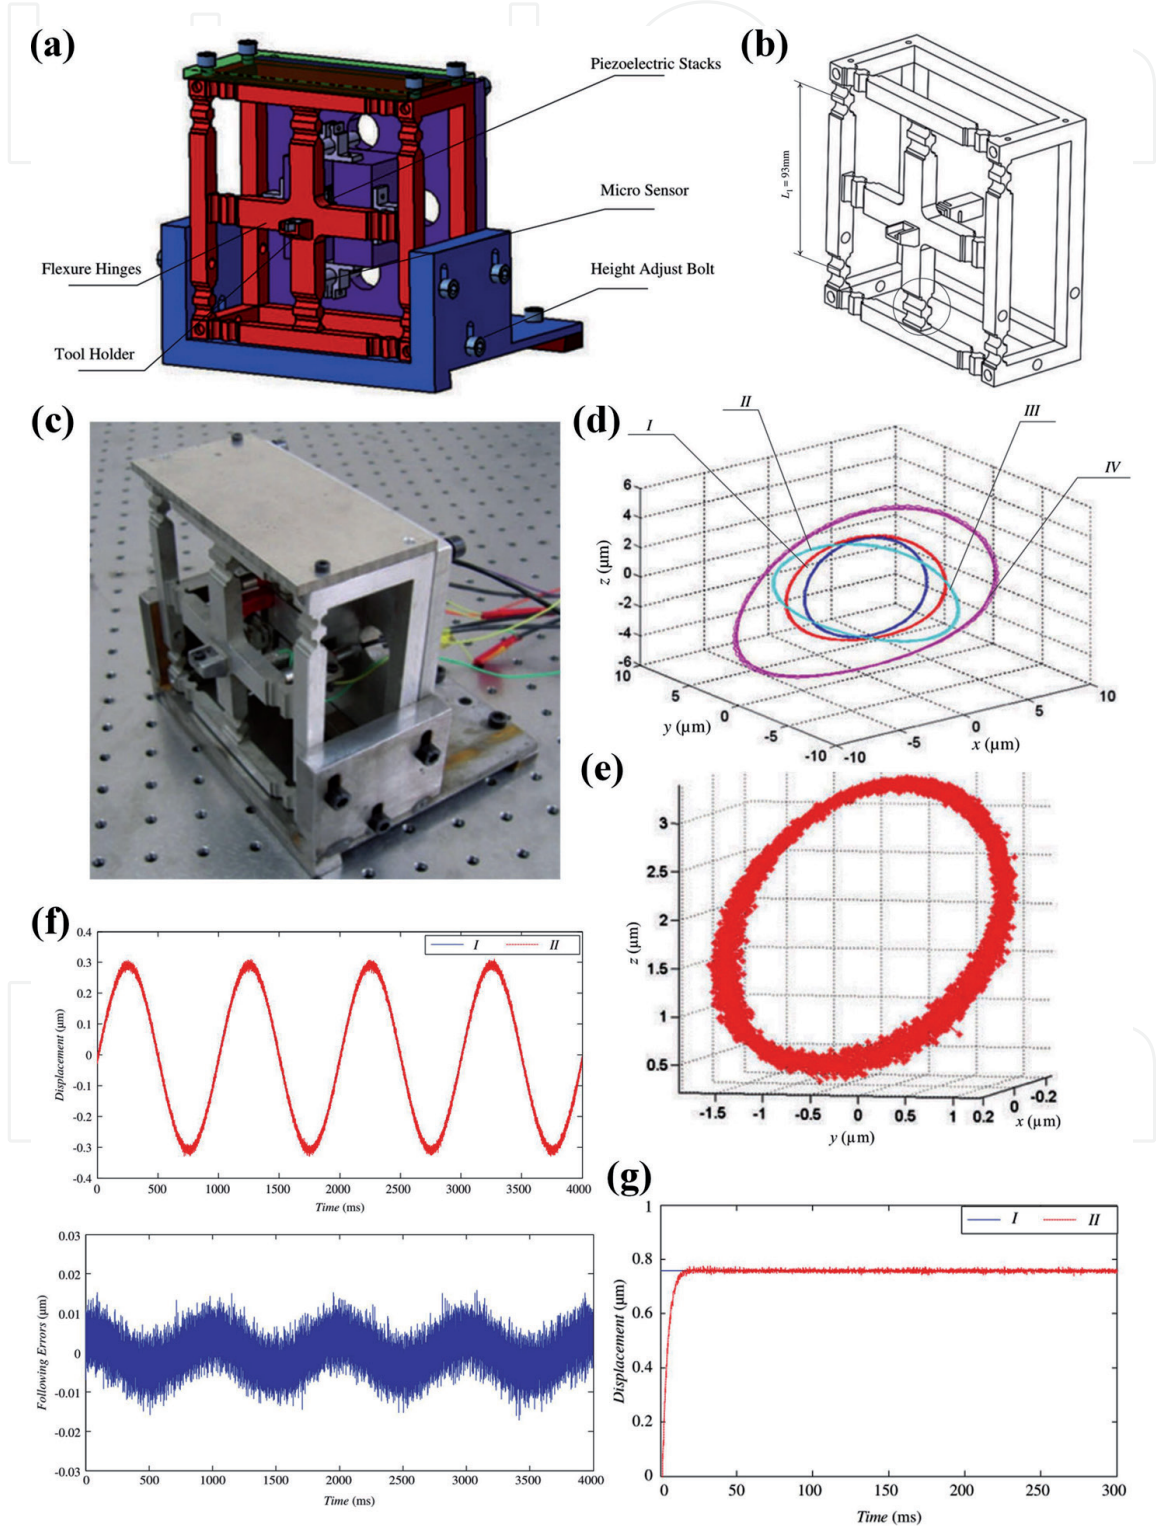 (a)
Piezoelectric Stacks
Micro Sensor
Height Adjust Bolt
Flexure Hinges
Tool Holder
(b)
L1 = 93mm
(c)
(d)
I
II
III
IV
6
4
2
0
-2
-4
-6
z (μm)
10
5
0
-5
-10
y (μm)
-10
-5
0
5
10
x (μm)
(e)
3
2.5
2
1.5
1
0.5
z (μm)
-1.5 -1 -0.5 0 0.5 1
y (μm)
0.2 0 -0.2
x (μm)
(f)
I II
0.4
0.3
0.2
0.1
0
-0.1
-0.2
-0.3
-0.4
Displacement (μm)
0 500 1000 1500 2000 2500 3000 3500 4000
Time (ms)
0.03
0.02
0.01
0
-0.01
-0.02
-0.03
Following Errors (μm)
0 500 1000 1500 2000 2500 3000 3500 4000
Time (ms)
(g)
I II
1
0.8
0.6
0.4
0.2
0
Displacement (μm)
0 50 100 150 200 250 300
Time (ms)